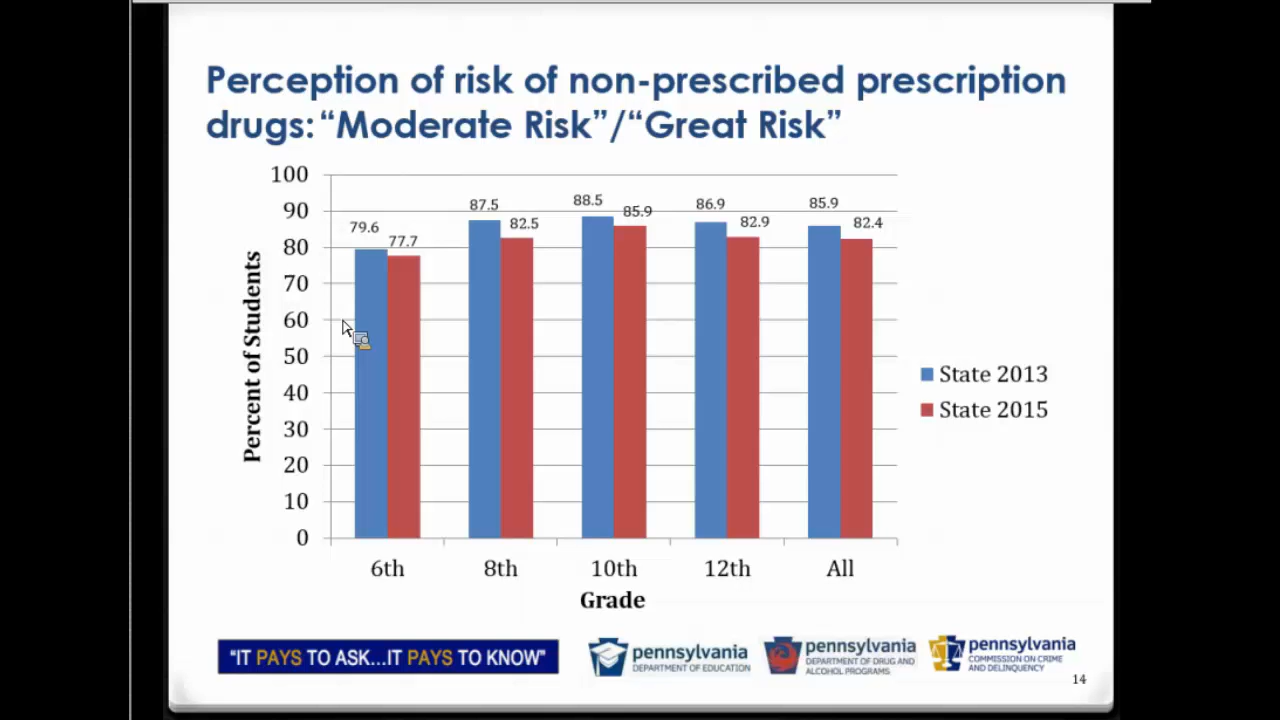 Perception of risk of non-prescribed prescription
drugs: “Moderate Risk”/“Great Risk”
100
90
80
70
60
50
40
30
20
10
0
Percent of Students
79.6
77.7
87.5
82.5
88.5
85.9
86.9
82.9
85.9
82.4
6th
8th
10th
12th
All
Grade
State 2013
State 2015
“IT PAYS TO ASK...IT PAYS TO KNOW”
pennsylvania
DEPARTMENT OF EDUCATION
pennsylvania
DEPARTMENT OF DRUG AND
ALCOHOL PROGRAMS
pennsylvania
COMMISSION ON CRIME
AND DELINQUENCY
14